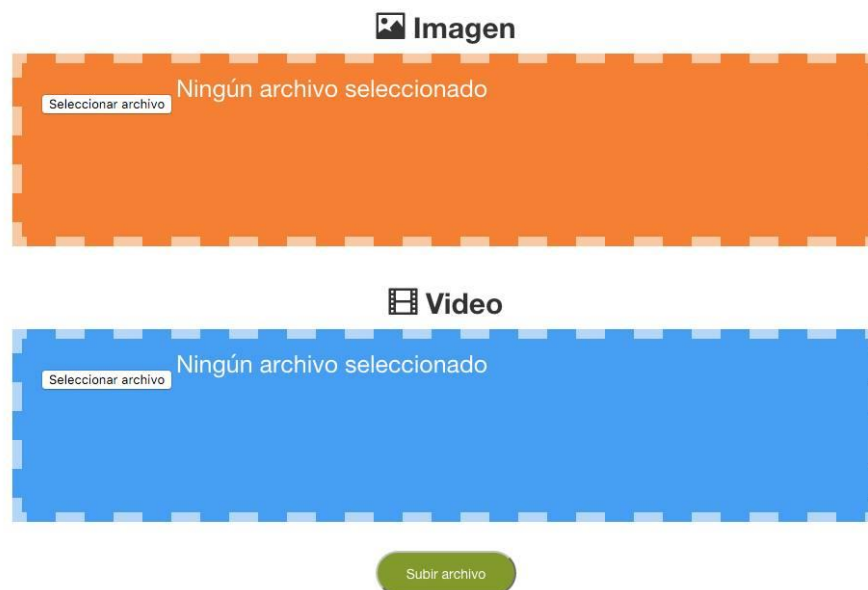 Imagen
Seleccionar archivo Ningún archivo seleccionado
Video
Seleccionar archivo Ningún archivo seleccionado
Subir archivo